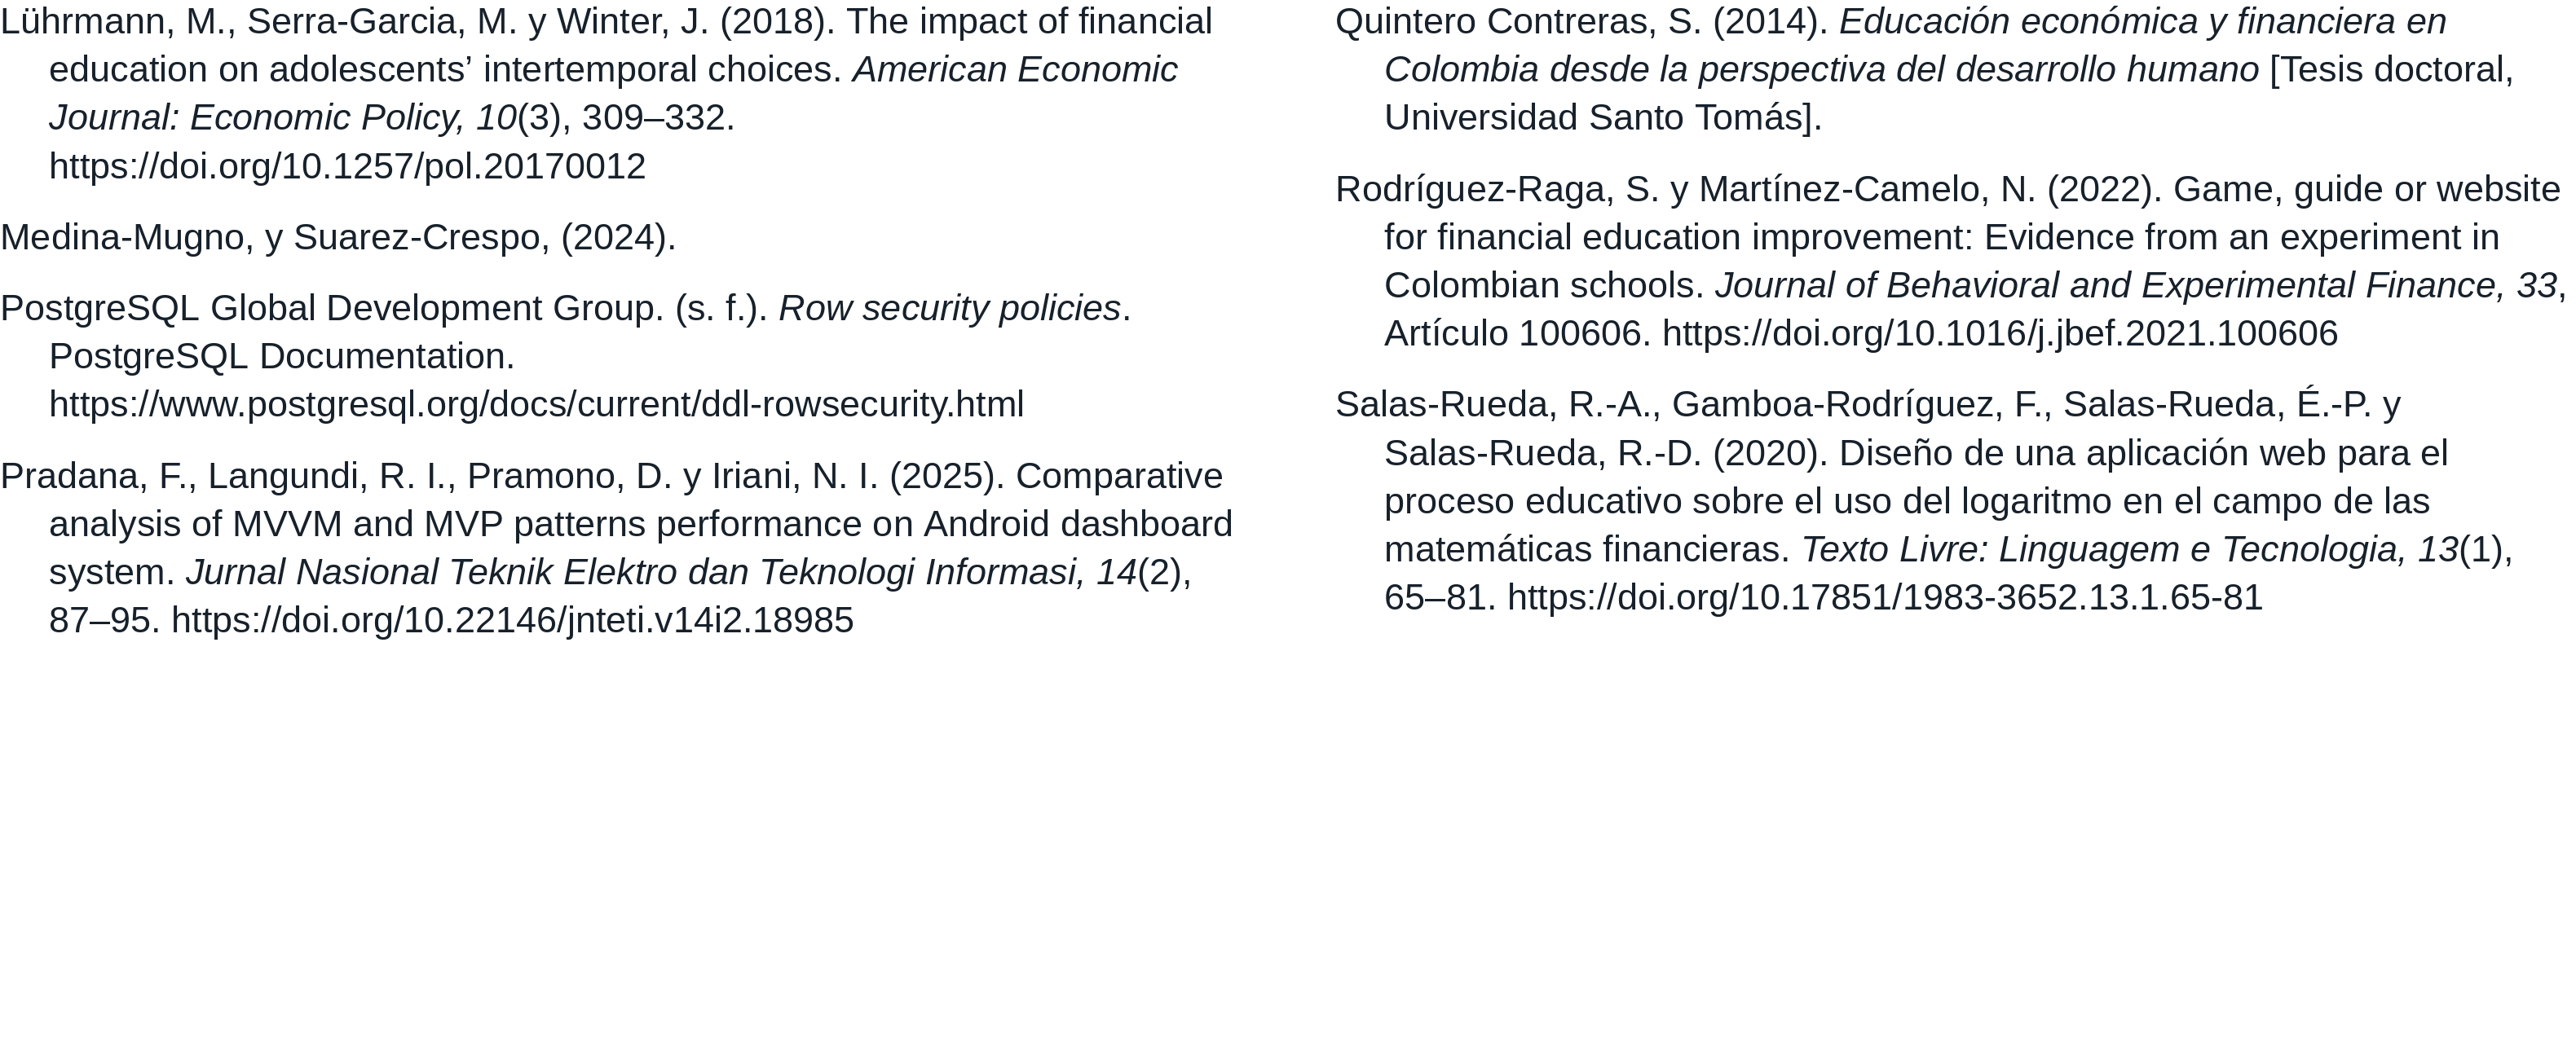 Lührmann, M., Serra-Garcia, M. y Winter, J. (2018). The impact of financial
education on adolescents’ intertemporal choices. American Economic
Journal: Economic Policy, 10(3), 309–332.
https://doi.org/10.1257/pol.20170012
Medina-Mugno, y Suarez-Crespo, (2024).
PostgreSQL Global Development Group. (s. f.). Row security policies.
PostgreSQL Documentation.
https://www.postgresql.org/docs/current/ddl-rowsecurity.html
Pradana, F., Langundi, R. I., Pramono, D. y Iriani, N. I. (2025). Comparative
analysis of MVVM and MVP patterns performance on Android dashboard
system. Jurnal Nasional Teknik Elektro dan Teknologi Informasi, 14(2),
87–95. https://doi.org/10.22146/jnteti.v14i2.18985
Quintero Contreras, S. (2014). Educación económica y financiera en
Colombia desde la perspectiva del desarrollo humano [Tesis doctoral,
Universidad Santo Tomás].
Rodríguez-Raga, S. y Martínez-Camelo, N. (2022). Game, guide or website
for financial education improvement: Evidence from an experiment in
Colombian schools. Journal of Behavioral and Experimental Finance, 33,
Artículo 100606. https://doi.org/10.1016/j.jbef.2021.100606
Salas-Rueda, R.-A., Gamboa-Rodríguez, F., Salas-Rueda, É.-P. y
Salas-Rueda, R.-D. (2020). Diseño de una aplicación web para el
proceso educativo sobre el uso del logaritmo en el campo de las
matemáticas financieras. Texto Livre: Linguagem e Tecnologia, 13(1),
65–81. https://doi.org/10.17851/1983-3652.13.1.65-81